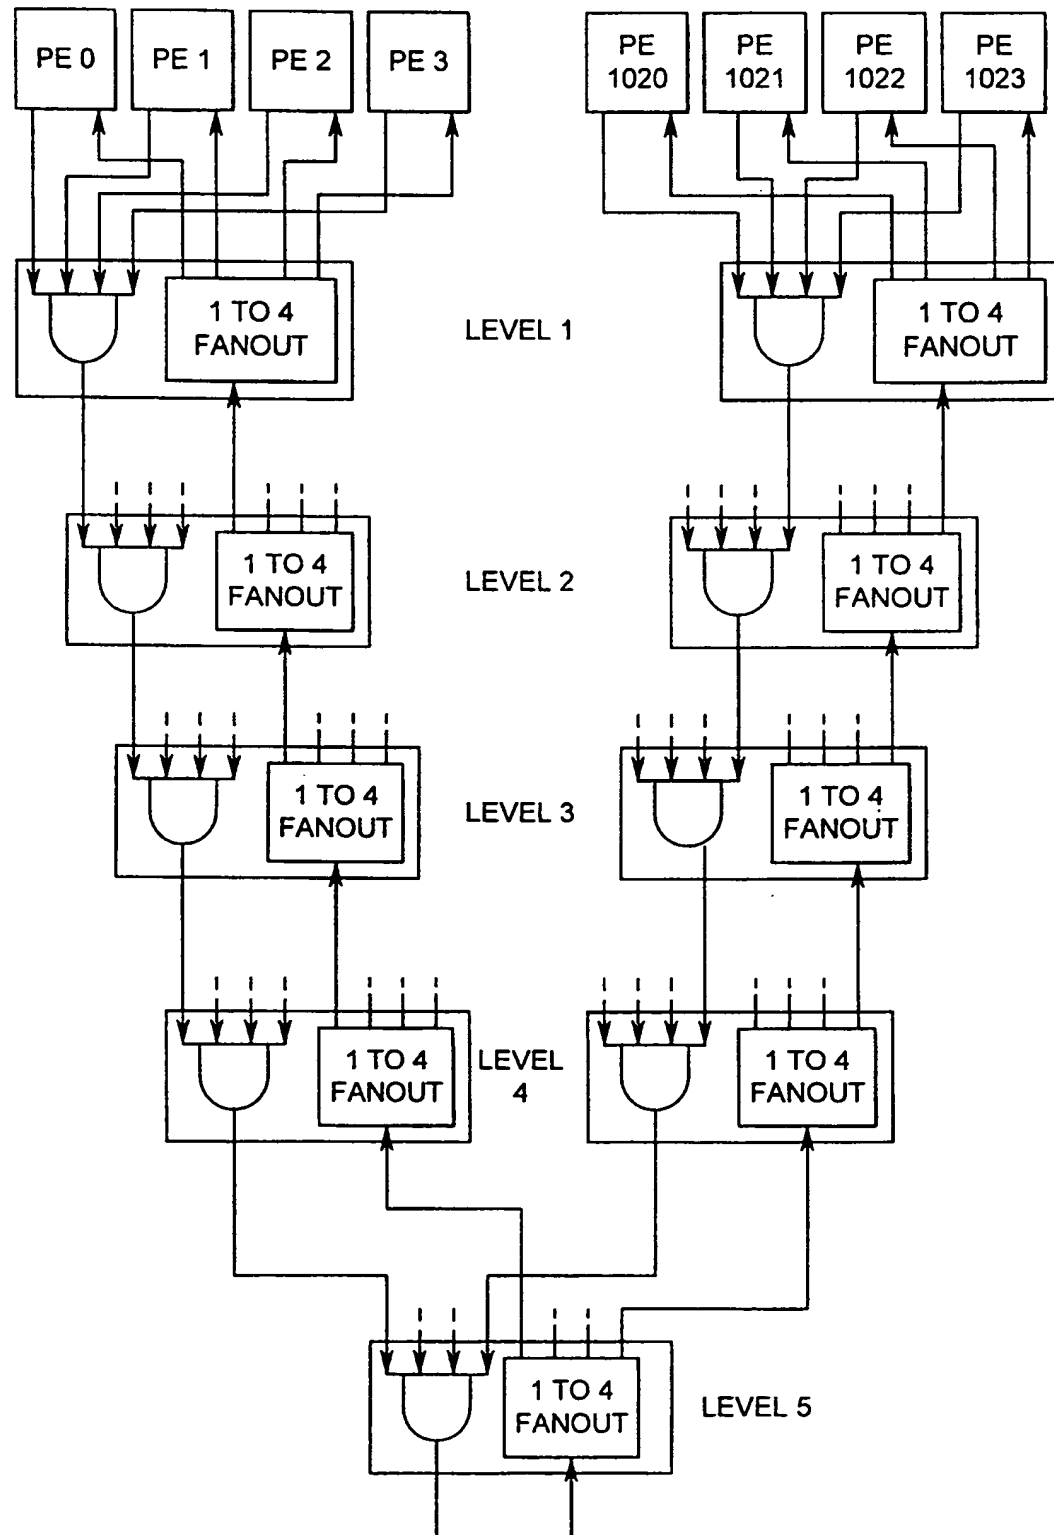 PE 0
PE 1
PE 2
PE 3
PE
1020
PE
1021
PE
1022
PE
1023
1 TO 4
FANOUT
LEVEL 1
1 TO 4
FANOUT
1 TO 4
FANOUT
LEVEL 2
1 TO 4
FANOUT
1 TO 4
FANOUT
LEVEL 3
1 TO 4
FANOUT
1 TO 4
FANOUT
LEVEL
4
1 TO 4
FANOUT
1 TO 4
FANOUT
LEVEL 5